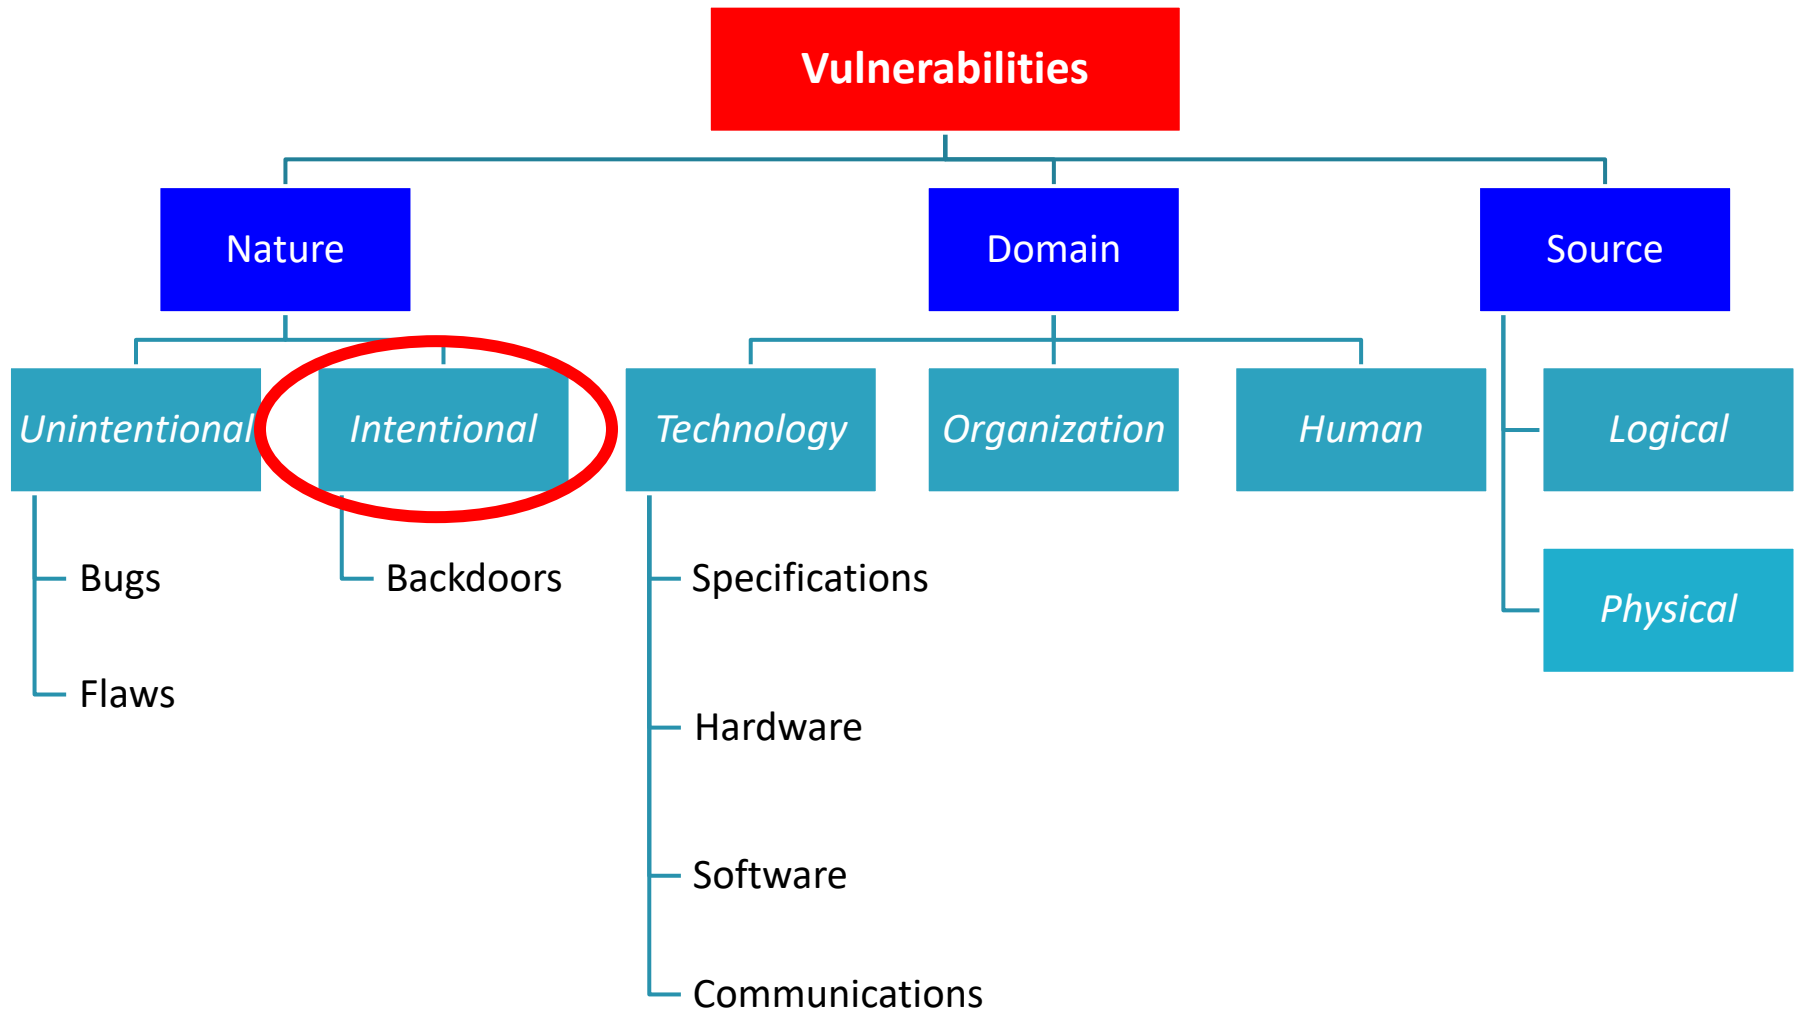 Vulnerabilities
Nature
Domain
Source
Unintentional
Intentional
Technology
Organization
Human
Logical
Physical
Bugs
Flaws
Backdoors
Specifications
Hardware
Software
Communications